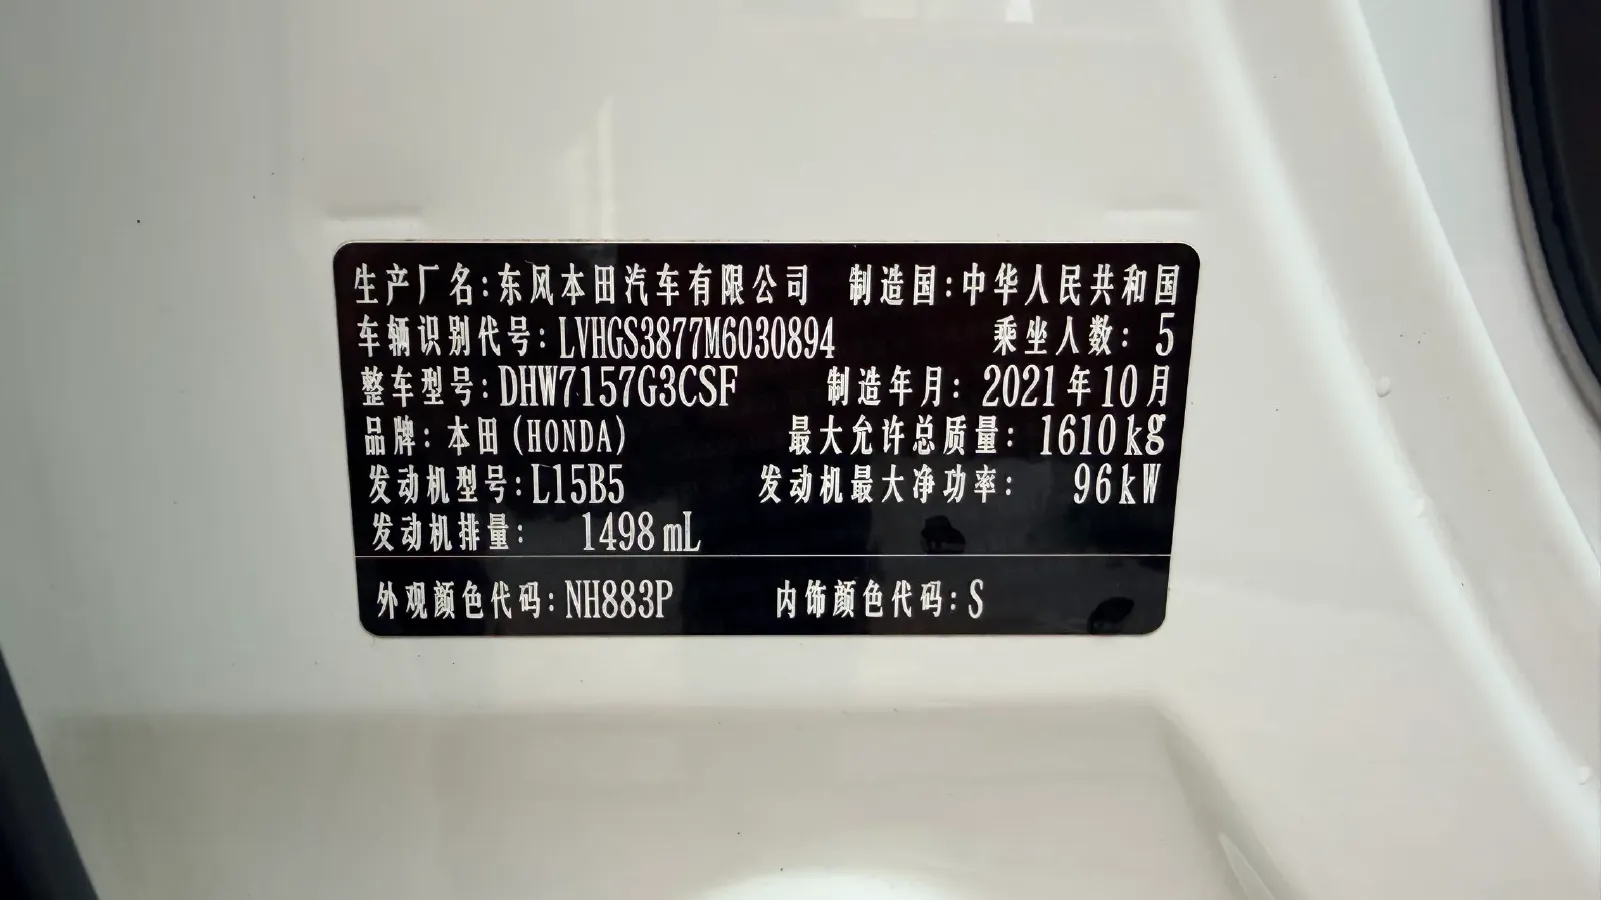 生产厂名:东风本田汽车有限公司 制造国:中华人民共和国
车辆识别代号:LVHGS3877M6030894 乘坐人数: 5
整车型号:DHW7157G3CSF 制造年月: 2021年10月
品牌: 本田(HONDA) 最大允许总质量: 1610kg
发动机型号:L15B5 发动机最大净功率: 96kW
发动机排量: 1498mL
外观颜色代码:NH883P 内饰颜色代码:S